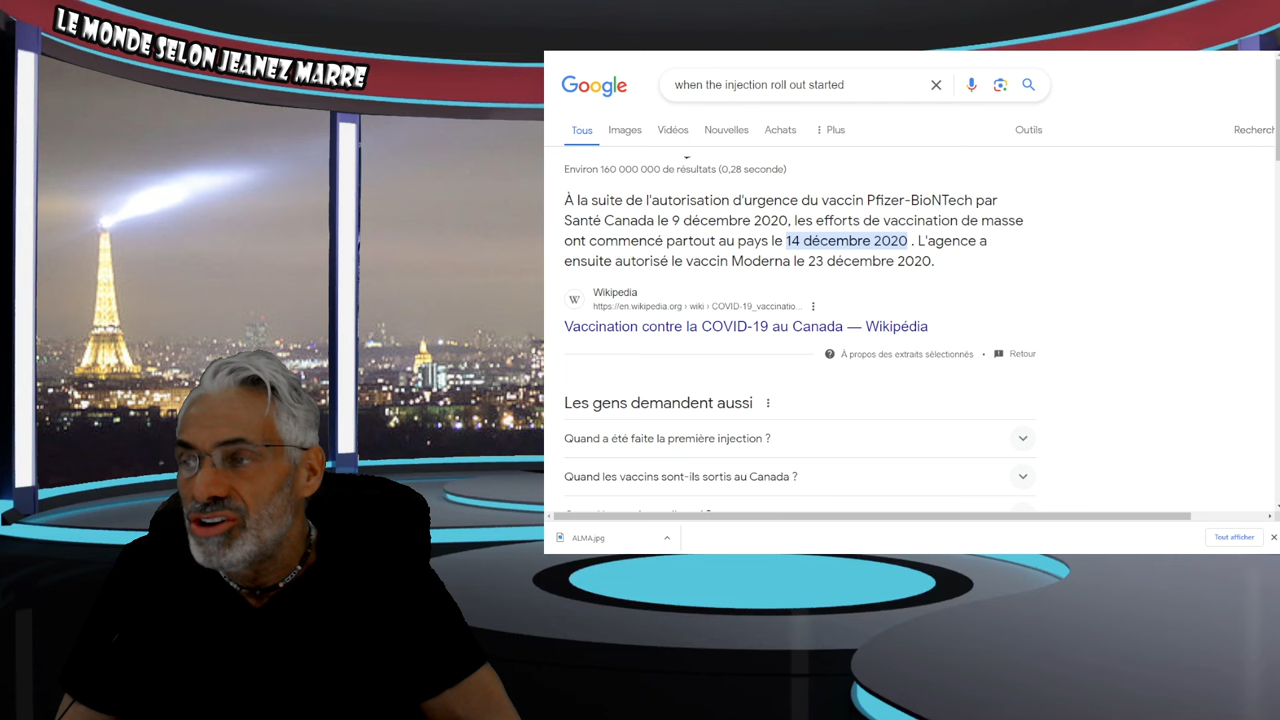 LE MONDE SELON JEANEZ MARRE
Google
when the injection roll out started
Tous Images Vidéos Nouvelles Achats Plus Outils Recherch
Environ 160 000 000 de résultats (0,28 seconde)
À la suite de l'autorisation d'urgence du vaccin Pfizer-BioNTech par
Santé Canada le 9 décembre 2020, les efforts de vaccination de masse
ont commencé partout au pays le 14 décembre 2020 . L'agence a
ensuite autorisé le vaccin Moderna le 23 décembre 2020.
W
Wikipedia
https://en.wikipedia.org › wiki › COVID-19_vaccinatio...
Vaccination contre la COVID-19 au Canada — Wikipédia
À propos des extraits sélectionnés • Retour
Les gens demandent aussi
Quand a été faite la première injection ?
Quand les vaccins sont-ils sortis au Canada ?
ALMA.jpg
Tout afficher